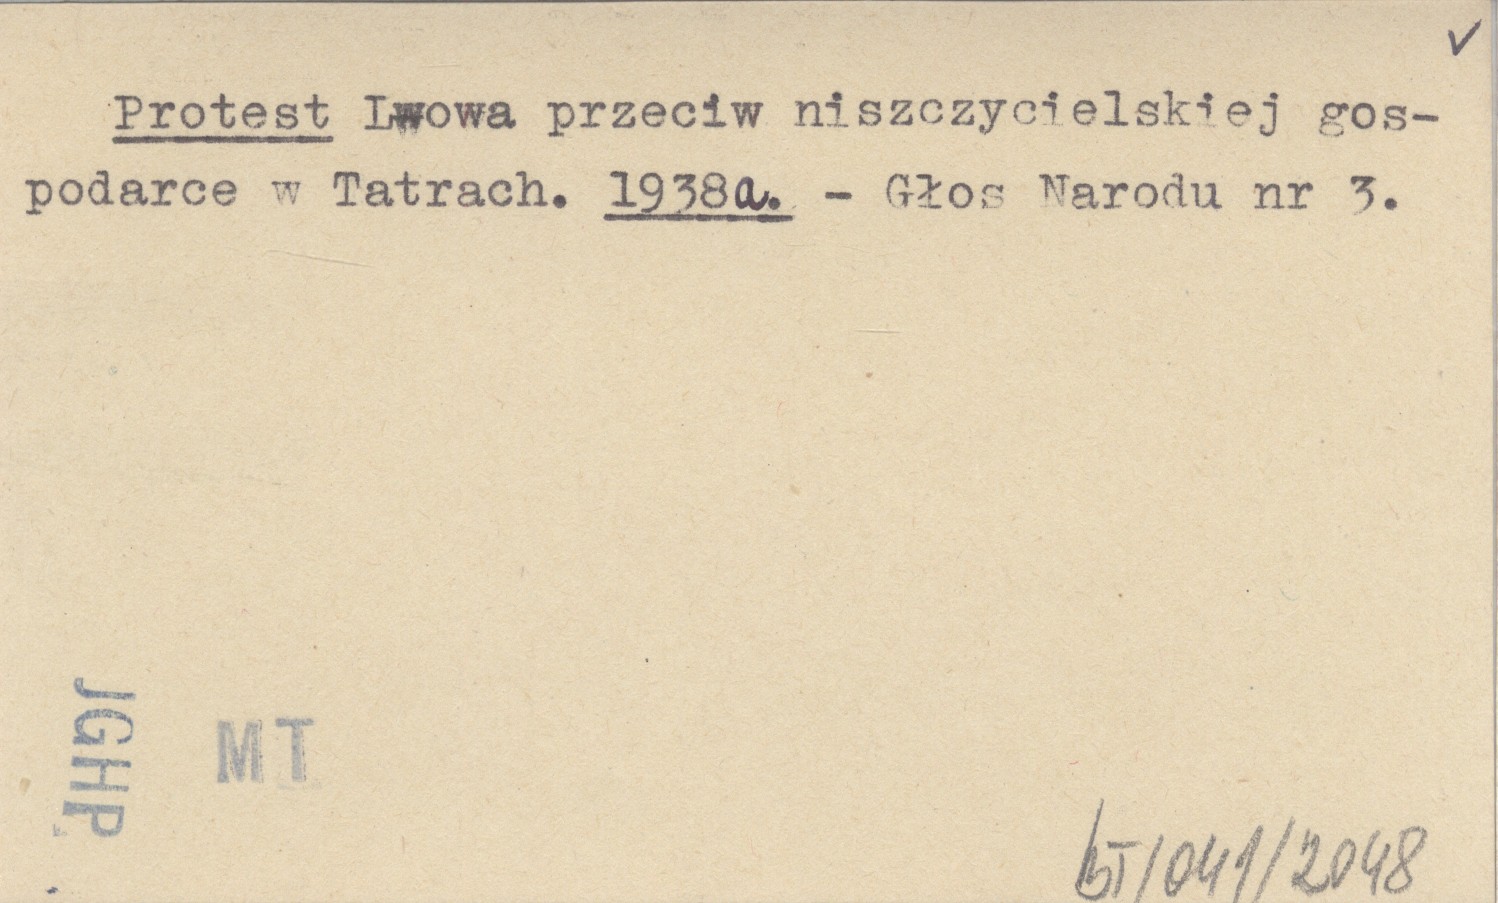 ✓
Protest Lwowa przeciw niszczycielskiej gos-
podarce w Tatrach. 1938a. - Głos Narodu nr 3.
JGHP
MT
bT/041/2048